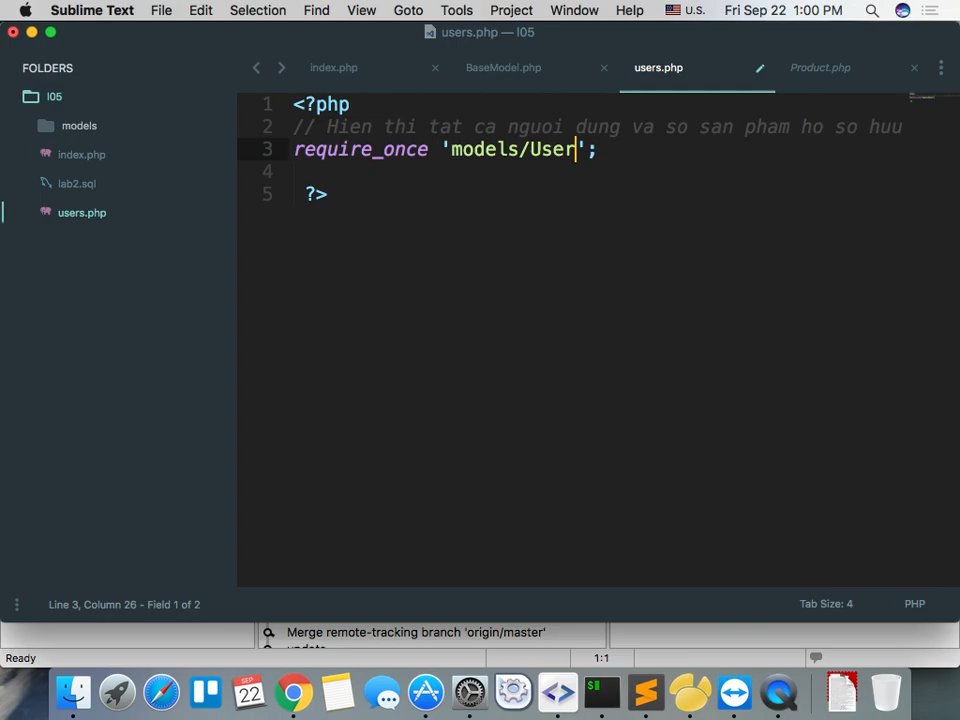 Sublime Text File Edit Selection Find View Goto Tools Project Window Help U.S. Fri Sep 22 1:00 PM
users.php — l05
FOLDERS
l05
models
index.php
lab2.sql
users.php
index.php × BaseModel.php × users.php Product.php ×
1 <?php
2 // Hien thi tat ca nguoi dung va so san pham ho so huu
3 require_once 'models/User';
4
5 ?>
Line 3, Column 26 - Field 1 of 2 Tab Size: 4 PHP
Merge remote-tracking branch 'origin/master'
Ready 1:1
SEP
22
$